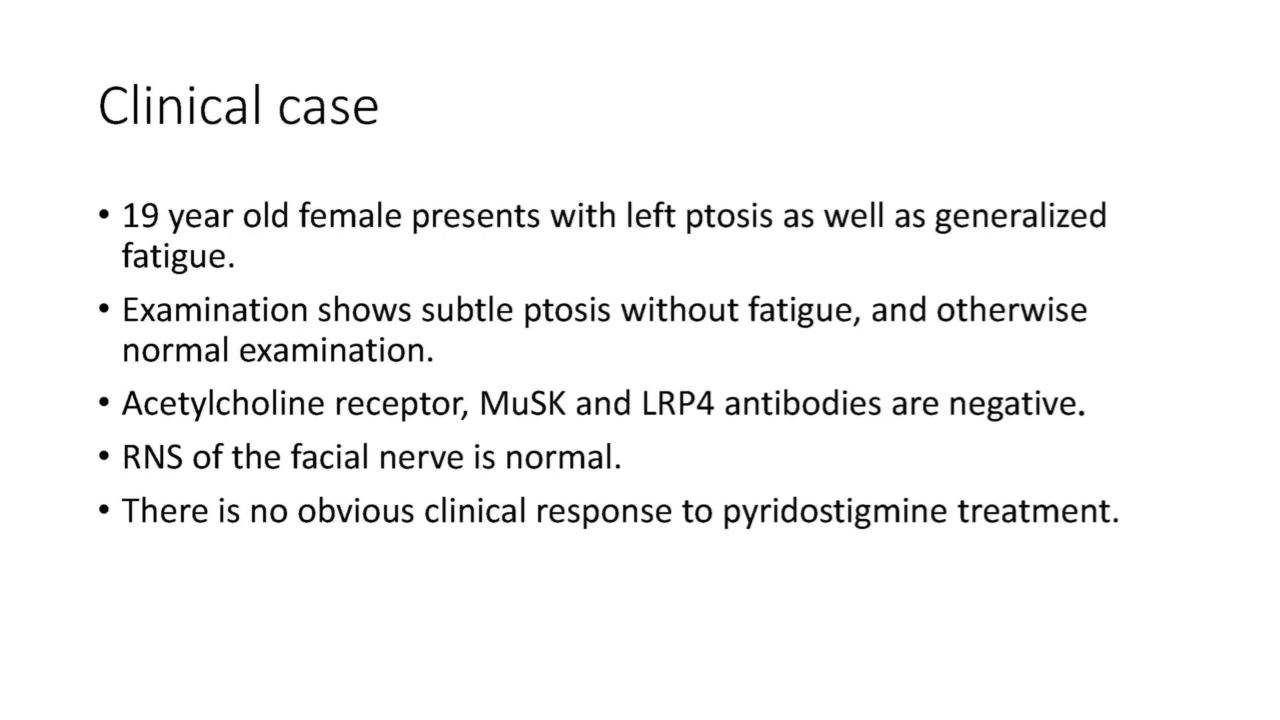 Clinical case
• 19 year old female presents with left ptosis as well as generalized
fatigue.
• Examination shows subtle ptosis without fatigue, and otherwise
normal examination.
• Acetylcholine receptor, MuSK and LRP4 antibodies are negative.
• RNS of the facial nerve is normal.
• There is no obvious clinical response to pyridostigmine treatment.